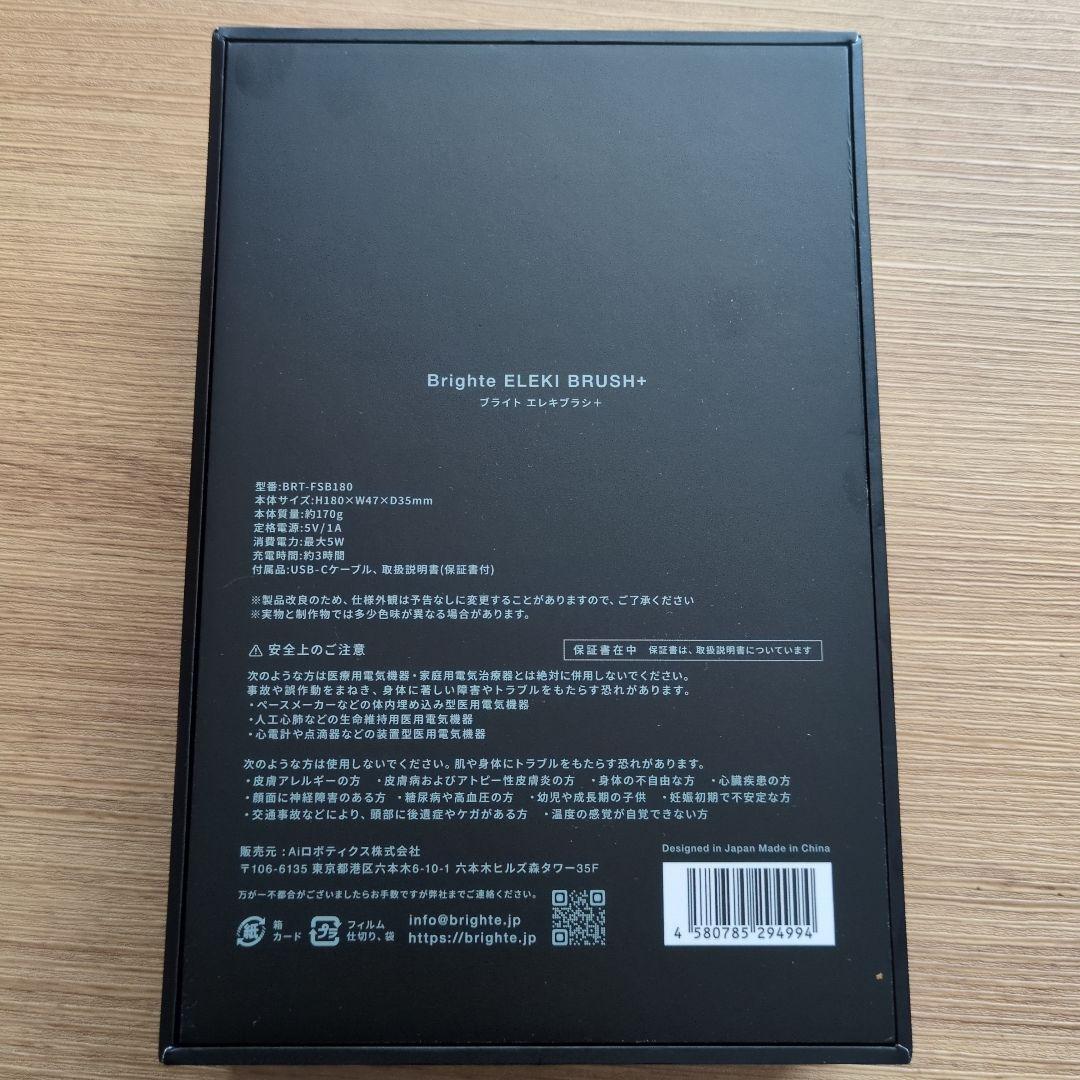 Brighte ELEKI BRUSH+
ブライト エレキブラシ+
型番:BRT-FSB180
本体サイズ:H180×W47×D35mm
本体質量:約170g
定格電源:5V/1A
消費電力:最大5W
充電時間:約3時間
付属品:USB-Cケーブル、取扱説明書(保証書付)
※製品改良のため、仕様外観は予告なしに変更することがありますので、ご了承ください
※実物と制作物では多少色味が異なる場合があります。
⚠ 安全上のご注意
保証書在中 保証書は、取扱説明書についています
次のような方は医療用電気機器・家庭用電気治療器とは絶対に併用しないでください。
事故や誤作動をまねき、身体に著しい障害やトラブルをもたらす恐れがあります。
・ペースメーカーなどの体内埋め込み型医用電気機器
・人工心肺などの生命維持用医用電気機器
・心電計や点滴器などの装置型医用電気機器
次のような方は使用しないでください。肌や身体にトラブルをもたらす恐れがあります。
・皮膚アレルギーの方 ・皮膚病およびアトピー性皮膚炎の方 ・身体の不自由な方 ・心臓疾患の方
・顔面に神経障害のある方 ・糖尿病や高血圧の方 ・幼児や成長期の子供 ・妊娠初期で不安定な方
・交通事故などにより、頭部に後遺症やケガがある方 ・温度の感覚が自覚できない方
販売元：Aiロボティクス株式会社
〒106-6135 東京都港区六本木6-10-1 六本木ヒルズ森タワー35F
万が一不都合がございましたらお手数ですが弊社までご連絡ください。
紙 箱 カード
プラ フィルム 仕切り、袋
info@brighte.jp
https://brighte.jp
Designed in Japan Made in China
4 580785 294994